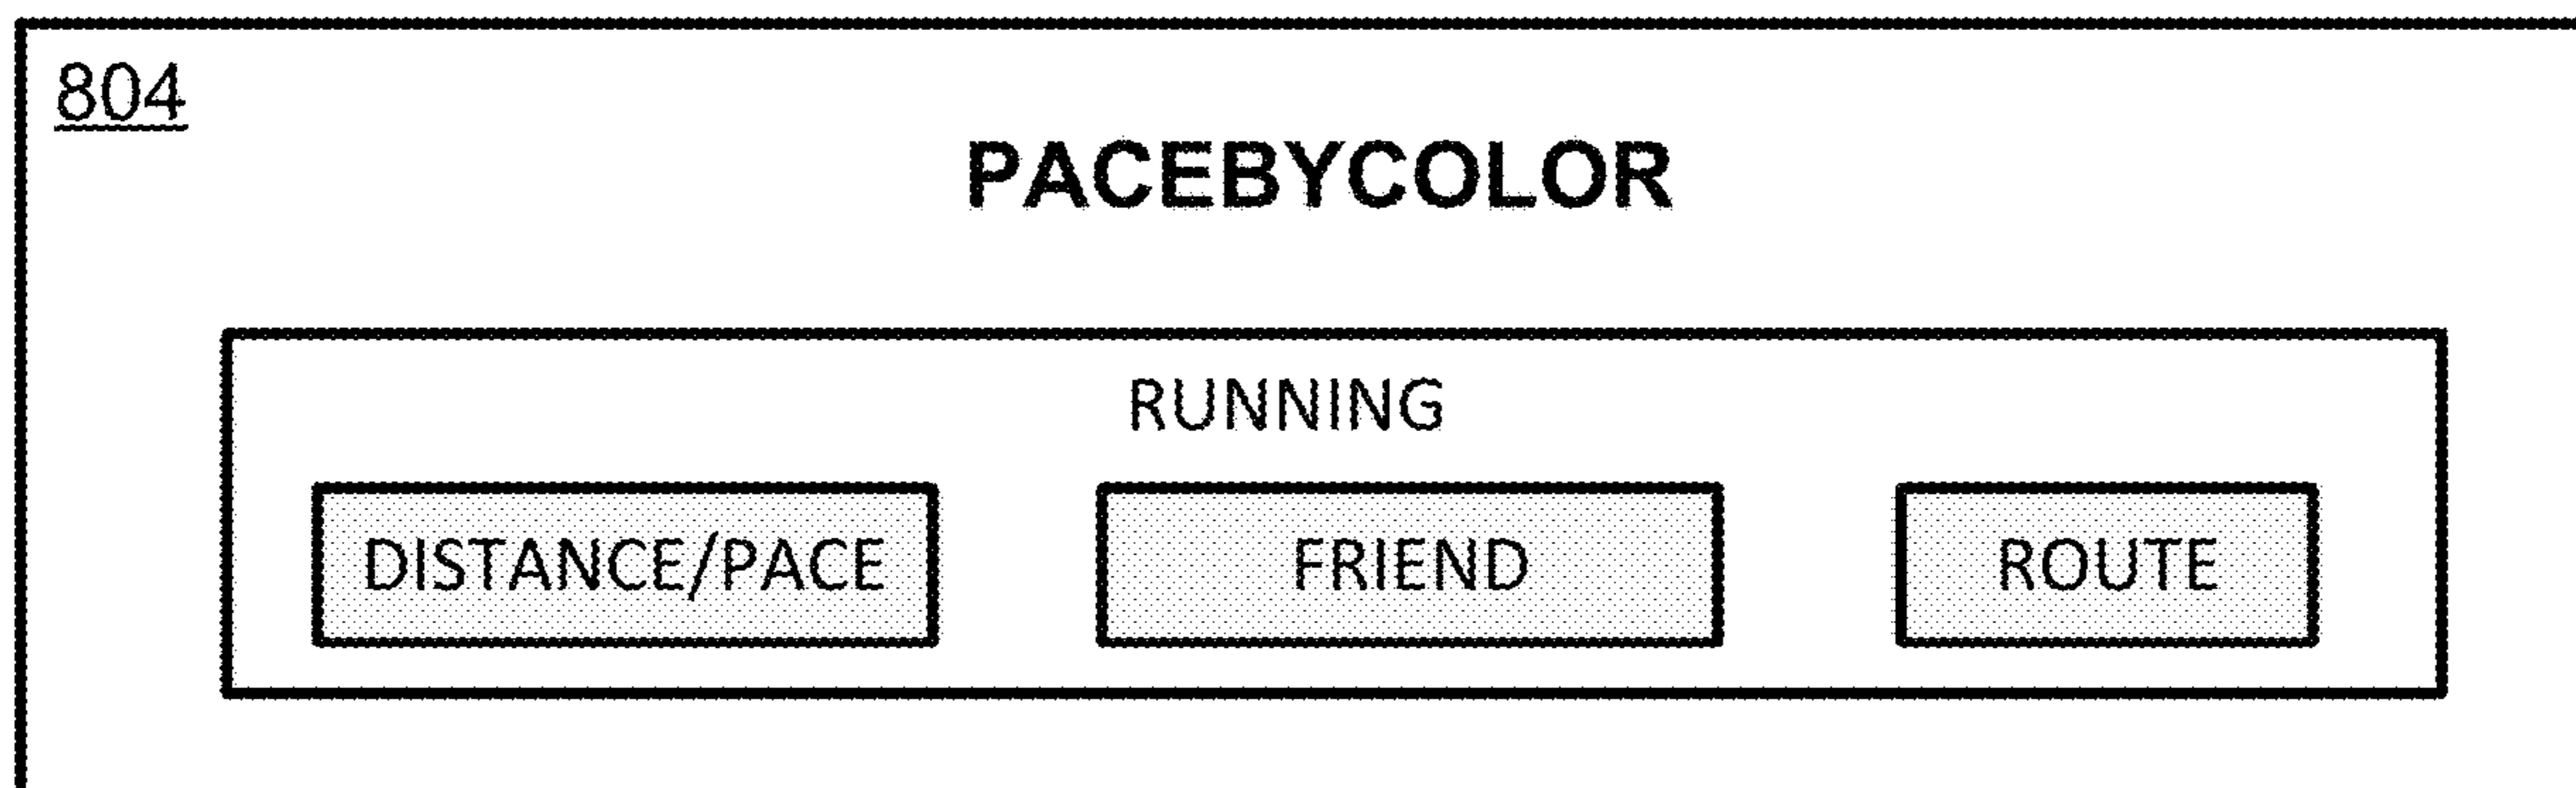 804
PACEBYCOLOR
RUNNING
DISTANCE/PACE FRIEND ROUTE